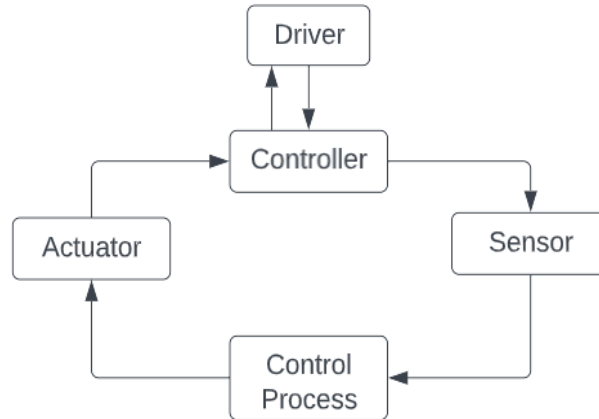 Driver
Controller
Actuator
Sensor
Control
Process